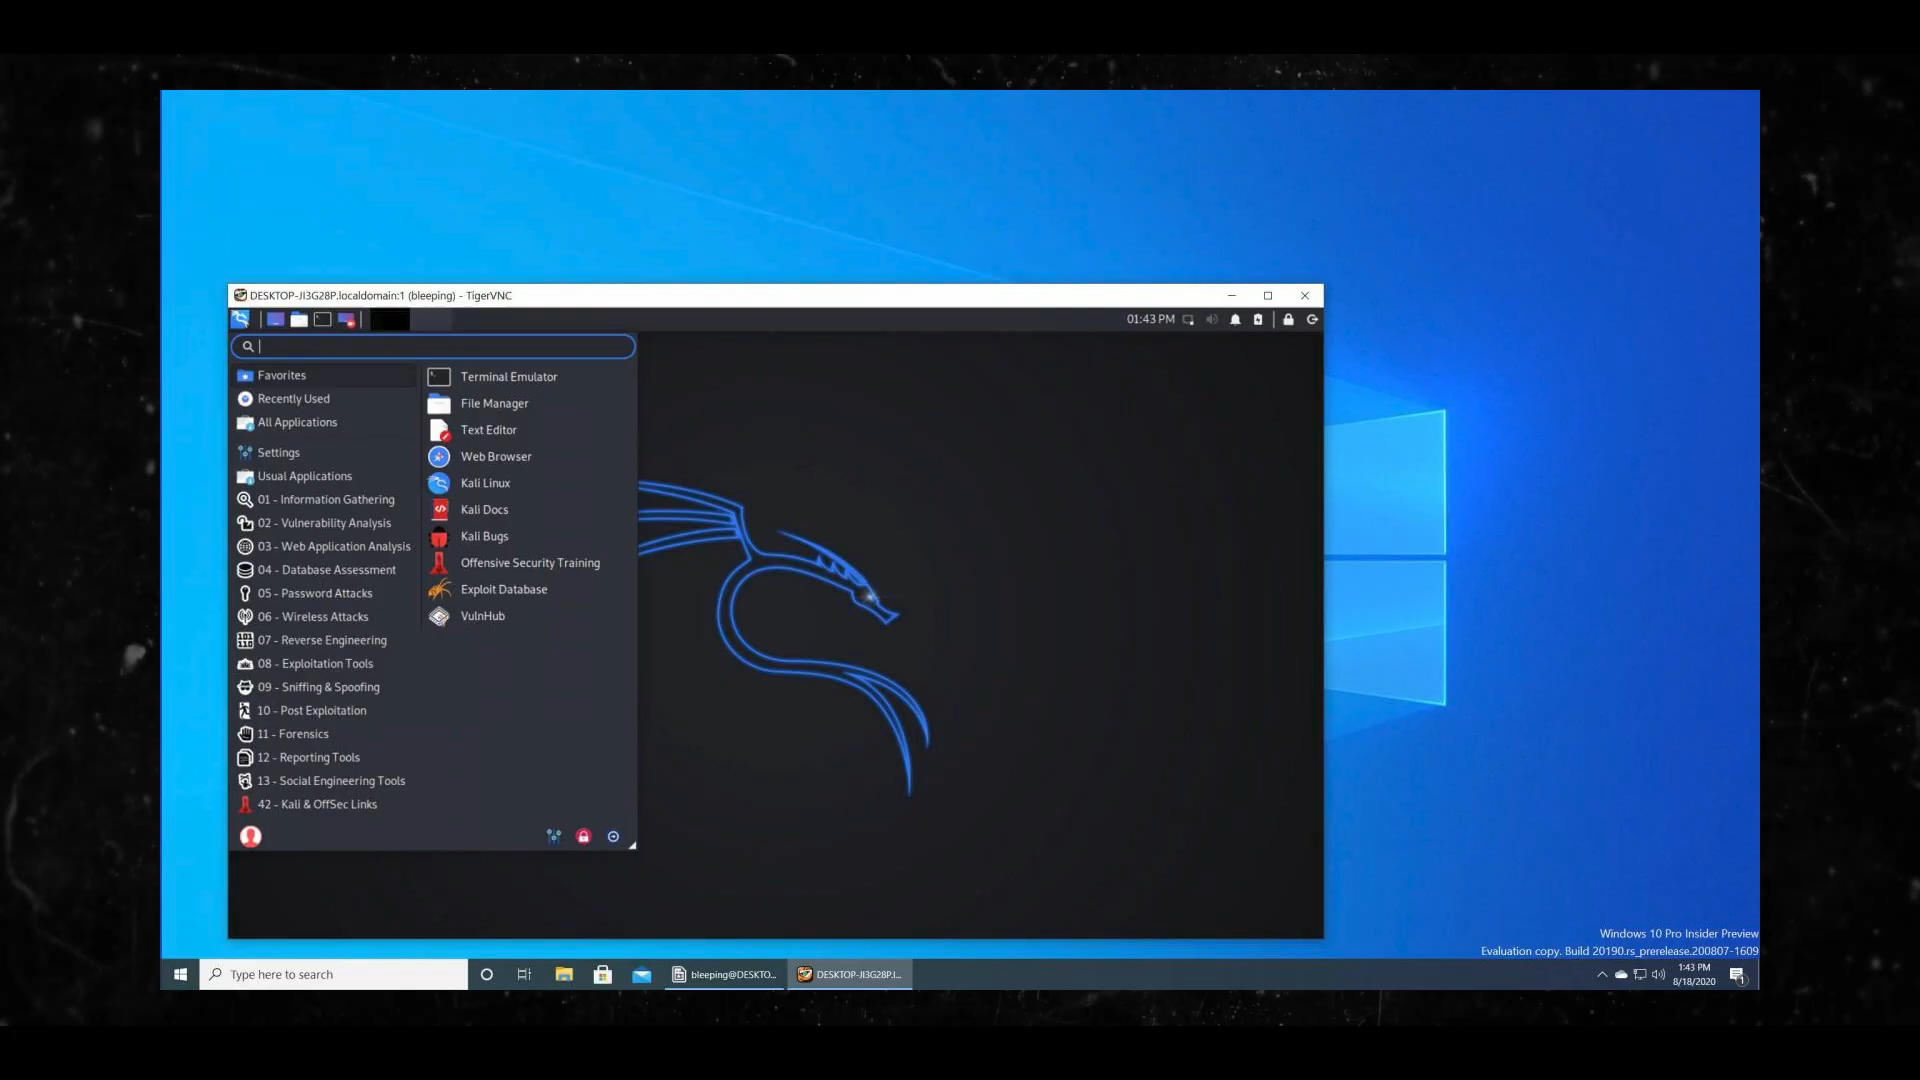 DESKTOP-JI3G28P.localdomain:1 (bleeping) - TigerVNC
01:43 PM
Favorites
Recently Used
All Applications
Settings
Usual Applications
01 - Information Gathering
02 - Vulnerability Analysis
03 - Web Application Analysis
04 - Database Assessment
05 - Password Attacks
06 - Wireless Attacks
07 - Reverse Engineering
08 - Exploitation Tools
09 - Sniffing & Spoofing
10 - Post Exploitation
11 - Forensics
12 - Reporting Tools
13 - Social Engineering Tools
42 - Kali & OffSec Links
Terminal Emulator
File Manager
Text Editor
Web Browser
Kali Linux
Kali Docs
Kali Bugs
Offensive Security Training
Exploit Database
VulnHub
Windows 10 Pro Insider Preview
Evaluation copy. Build 20190.rs_prerelease.200807-1609
Type here to search
bleeping@DESKTO...
DESKTOP-JI3G28P.l...
1:43 PM
8/18/2020
1